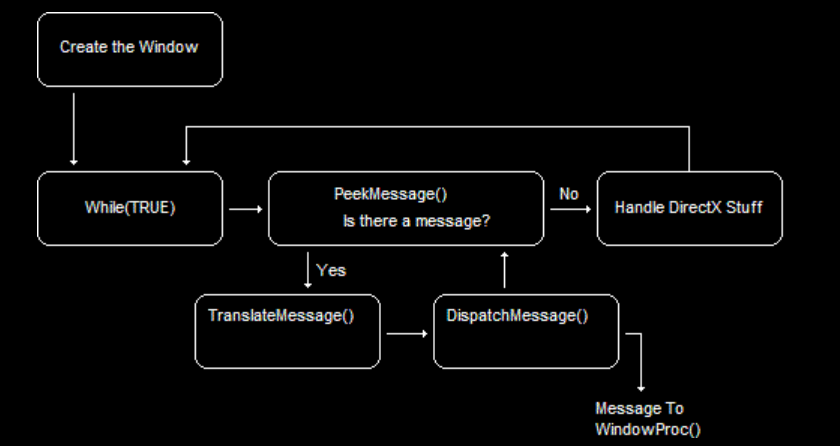 Create the Window
While(TRUE)
PeekMessage()
Is there a message?
No
Handle DirectX Stuff
Yes
TranslateMessage()
DispatchMessage()
Message To
WindowProc()